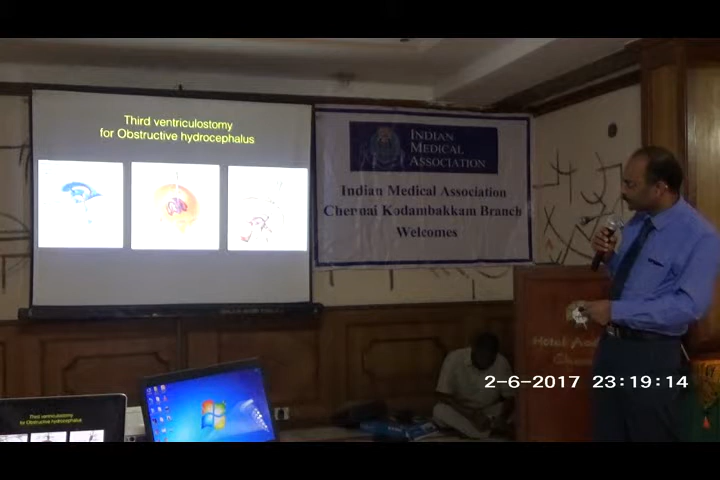 Third ventriculostomy
for Obstructive hydrocephalus
INDIAN
MEDICAL
ASSOCIATION
Indian Medical Association
Chennai Kodambakkam Branch
Welcomes
Hotel
2-6-2017 23:19:14
Third ventriculostomy
for Obstructive hydrocephalus